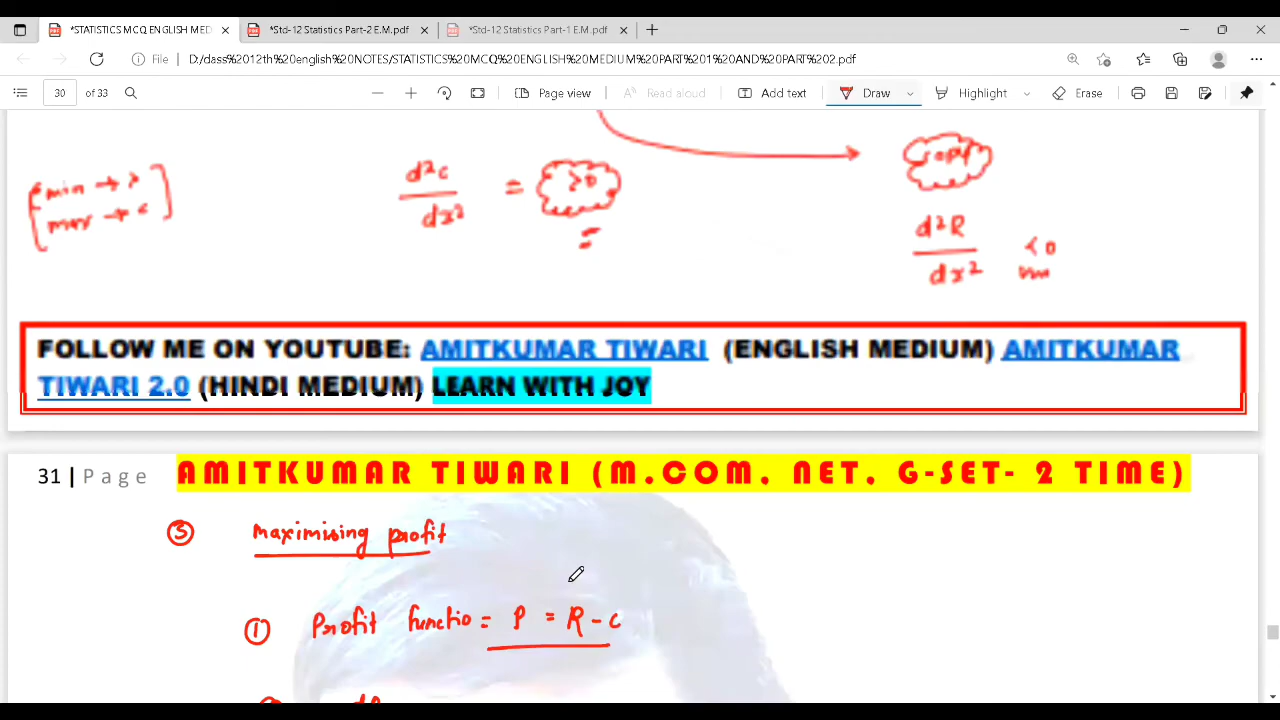 *STATISTICS MCQ ENGLISH MED
*Std-12 Statistics Part-2 E.M.pdf
*Std-12 Statistics Part-1 E.M.pdf
File
D:/dass%2012th%20english%20NOTES/STATISTICS%20MCQ%20ENGLISH%20MEDIUM%20PART%201%20AND%20PART%202.pdf
30 of 33
Page view
Read aloud
Add text
Draw
Highlight
Erase
min → >
max → <
d²c
dx²
= >0
d²R
dx²
<0
FOLLOW ME ON YOUTUBE: AMITKUMAR TIWARI (ENGLISH MEDIUM) AMITKUMAR
TIWARI 2.0 (HINDI MEDIUM) LEARN WITH JOY
31 | Page AMITKUMAR TIWARI (M.COM, NET, G-SET- 2 TIME)
③ Maximising profit
① Profit functio = P = R - C